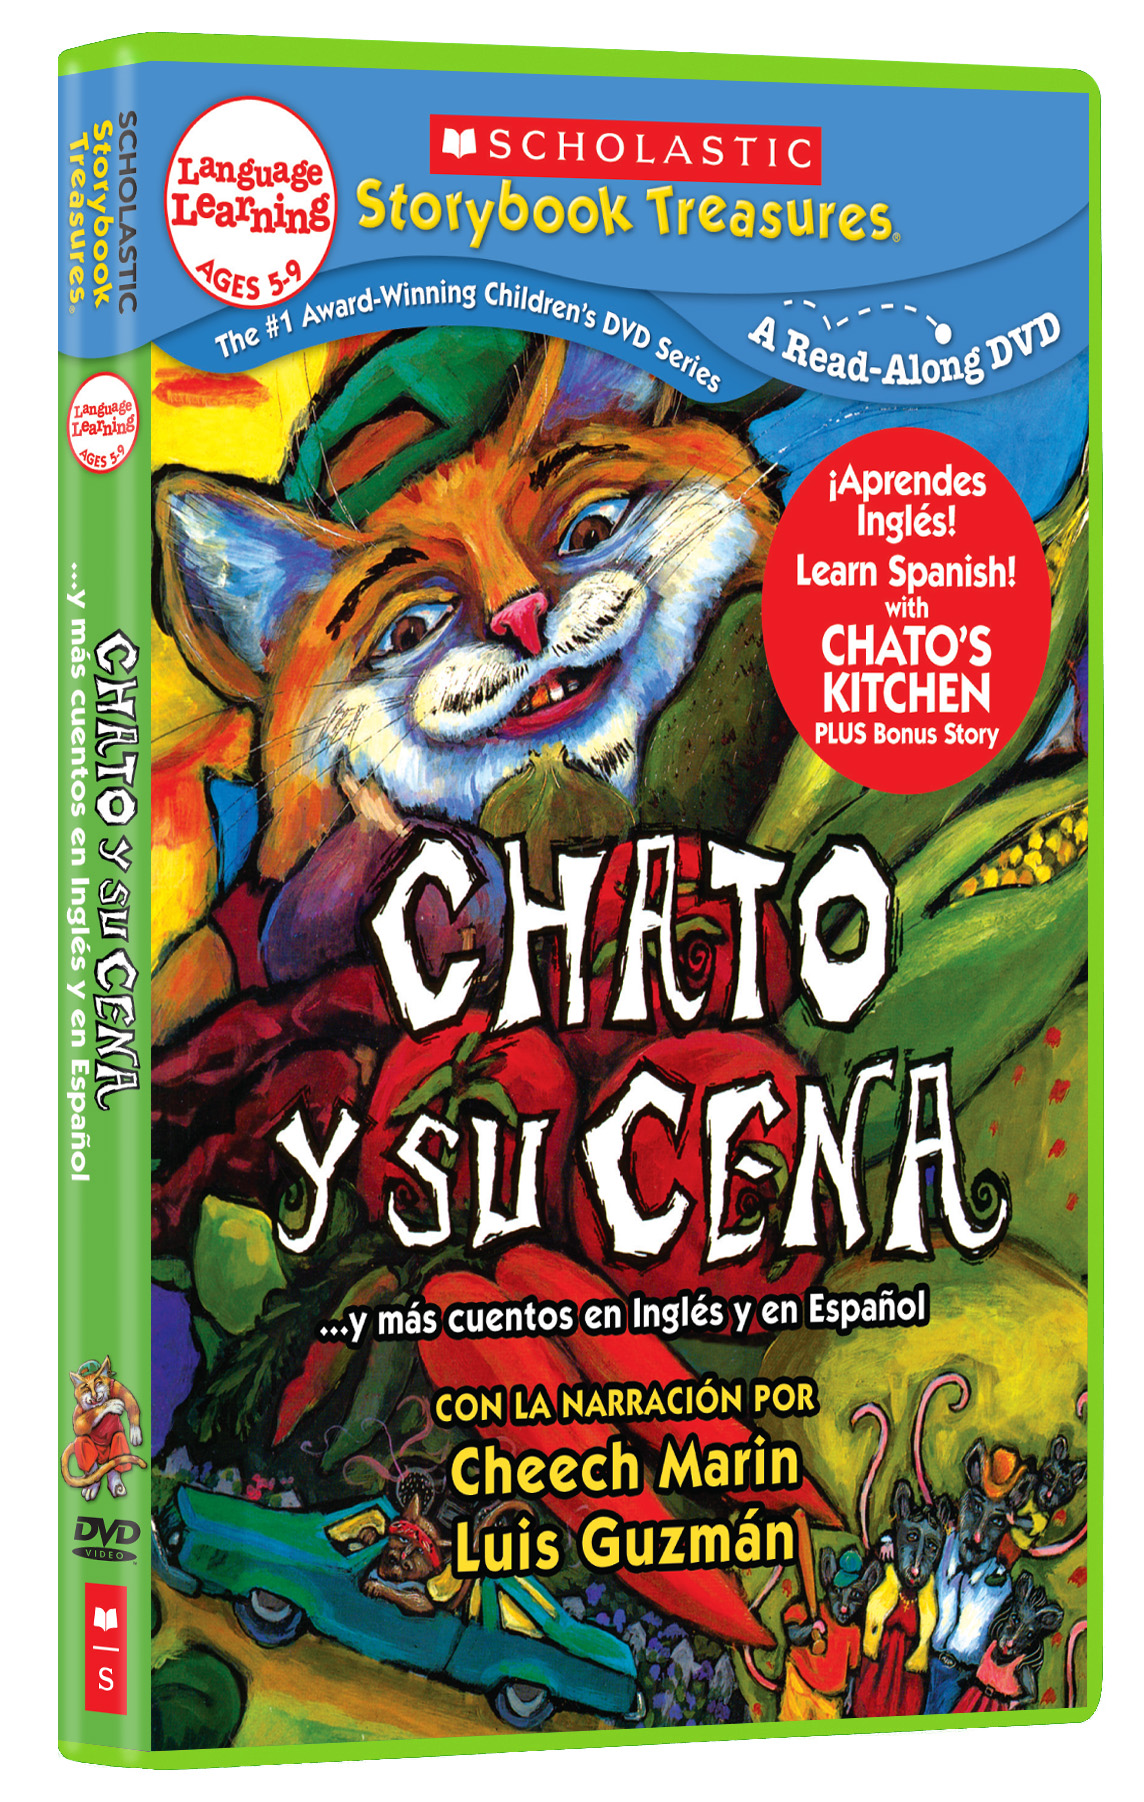 SCHOLASTIC
Storybook Treasures®
Language
Learning
AGES 5-9
The #1 Award-Winning Children's DVD Series
A Read-Along DVD
¡Aprendes
Inglés!
Learn Spanish!
with
CHATO'S
KITCHEN
PLUS Bonus Story
CHATO
Y SU CENA
...y más cuentos en Inglés y en Español
CON LA NARRACIÓN POR
Cheech Marin
Luis Guzmán
SCHOLASTIC
Storybook
Treasures®
Language
Learning
AGES 5-9
CHATO Y SU CENA
...y más cuentos en Inglés y en Español
DVD
VIDEO
S